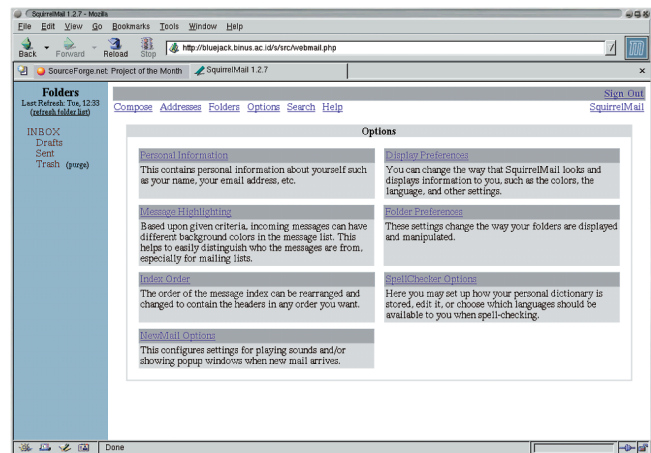 SquirrelMail 1.2.7 - Mozilla
File Edit View Go Bookmarks Tools Window Help
Back Forward Reload Stop http://bluejack.binus.ac.id/s/src/webmail.php
SourceForge.net: Project of the Month SquirrelMail 1.2.7
Folders
Last Refresh: Tue, 12:33
(refresh folder list)
INBOX
Drafts
Sent
Trash (purge)
Sign Out
Compose Addresses Folders Options Search Help SquirrelMail
Options
Personal Information
This contains personal information about yourself such
as your name, your email address, etc.
Display Preferences
You can change the way that SquirrelMail looks and
displays information to you, such as the colors, the
language, and other settings.
Message Highlighting
Based upon given criteria, incoming messages can have
different background colors in the message list. This
helps to easily distinguish who the messages are from,
especially for mailing lists.
Folder Preferences
These settings change the way your folders are displayed
and manipulated.
Index Order
The order of the message index can be rearranged and
changed to contain the headers in any order you want.
SpellChecker Options
Here you may set up how your personal dictionary is
stored, edit it, or choose which languages should be
available to you when spell-checking.
NewMail Options
This configures settings for playing sounds and/or
showing popup windows when new mail arrives.
Done